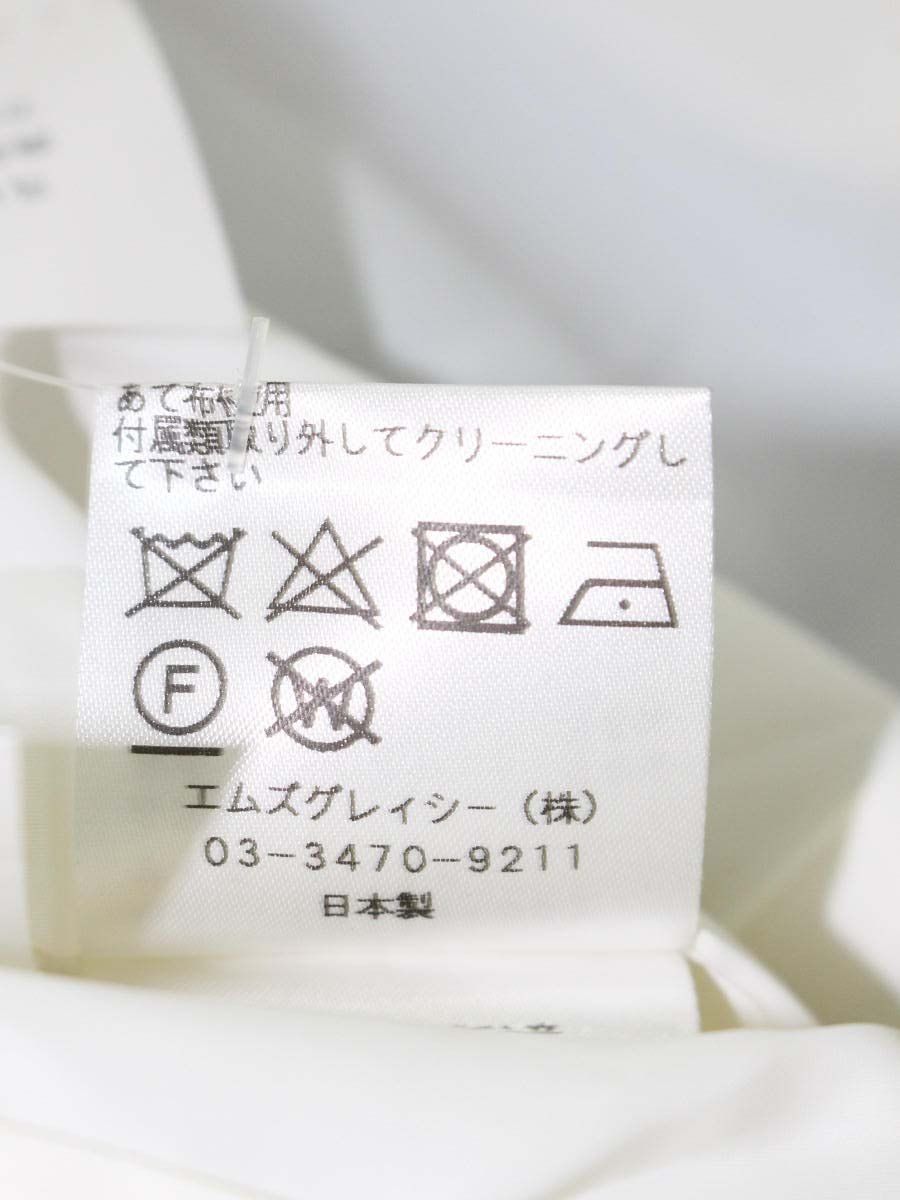 あて布使用
付属類取り外してクリーニングし
て下さい
F
W
エムズグレイシー（株）
03-3470-9211
日本製